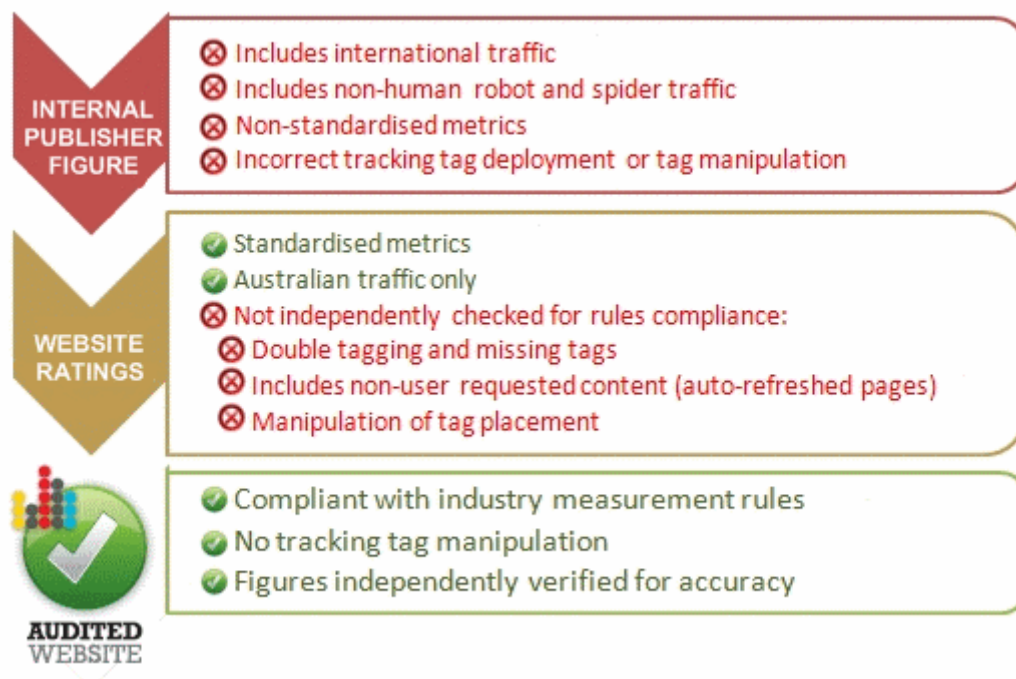 INTERNAL
PUBLISHER
FIGURE
Includes international traffic
Includes non-human robot and spider traffic
Non-standardised metrics
Incorrect tracking tag deployment or tag manipulation
WEBSITE
RATINGS
Standardised metrics
Australian traffic only
Not independently checked for rules compliance:
Double tagging and missing tags
Includes non-user requested content (auto-refreshed pages)
Manipulation of tag placement
AUDITED
WEBSITE
Compliant with industry measurement rules
No tracking tag manipulation
Figures independently verified for accuracy